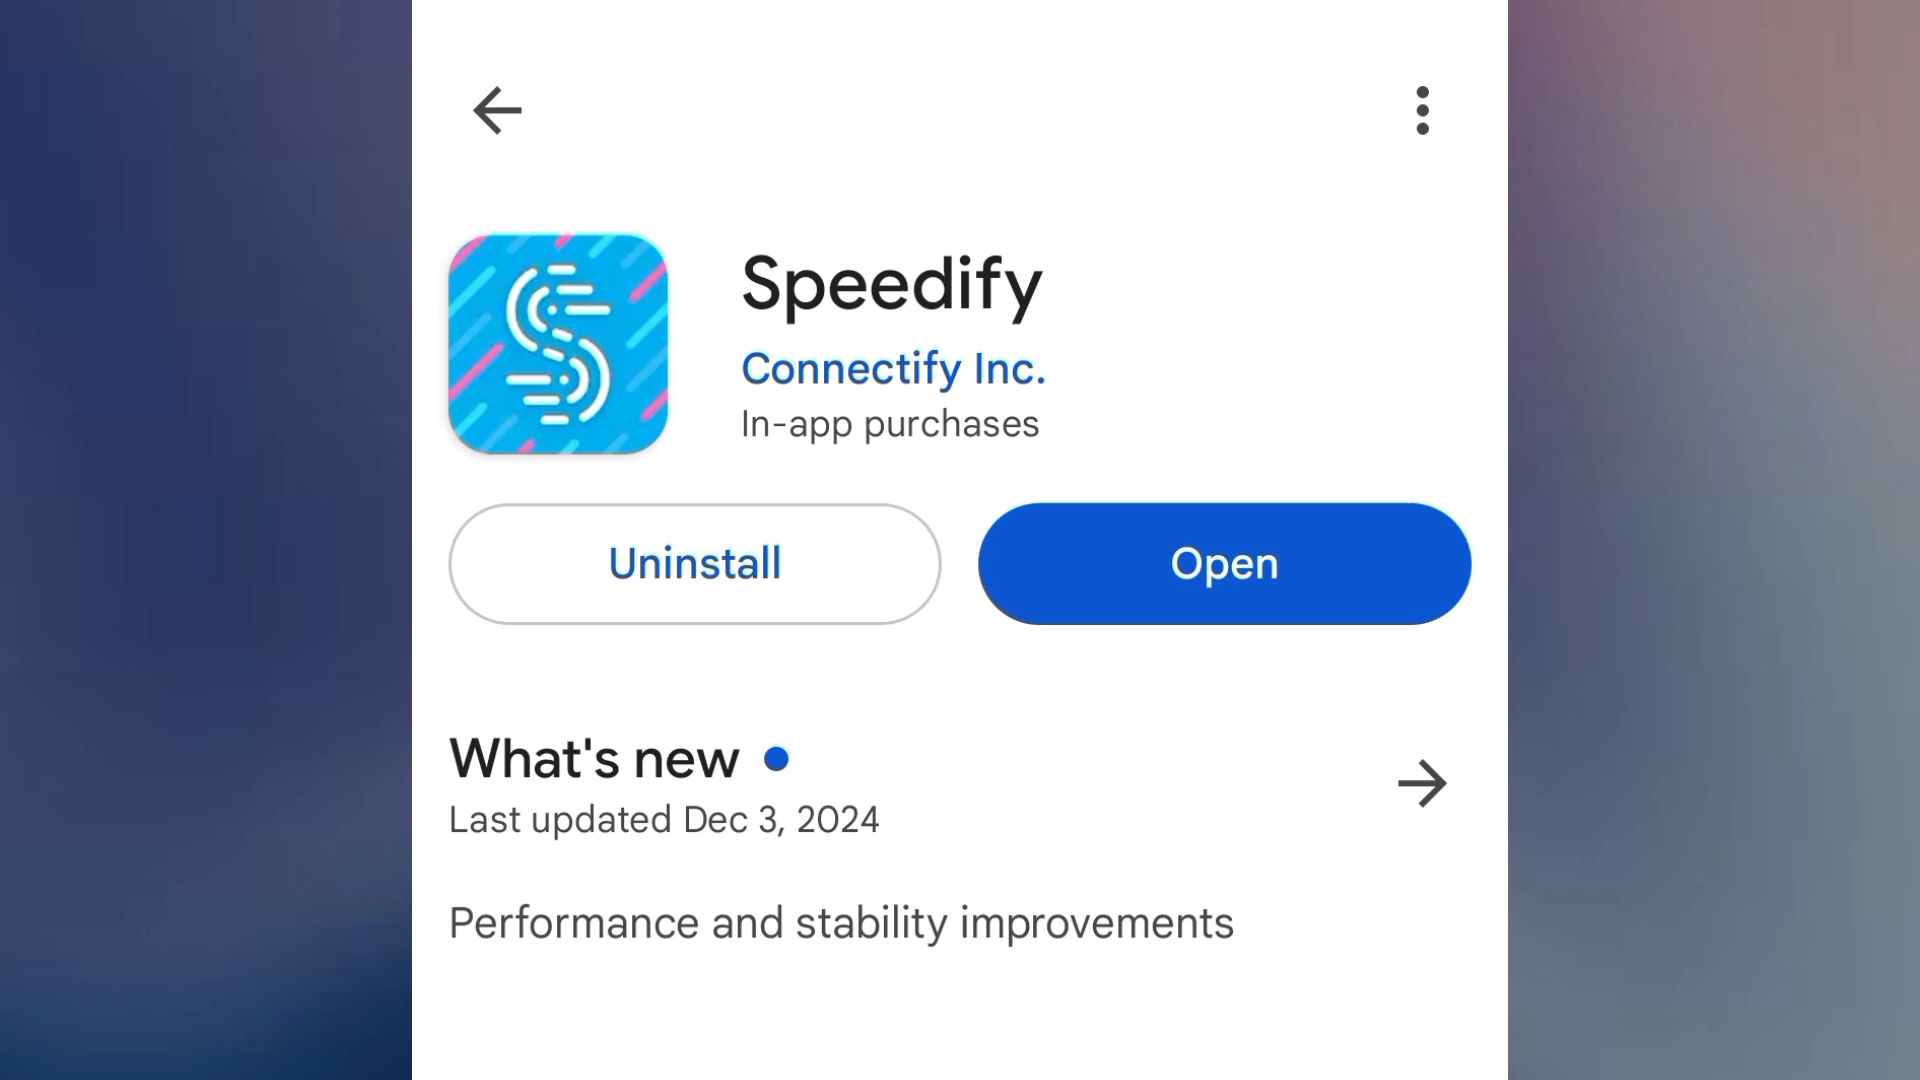 Speedify
Connectify Inc.
In-app purchases
Uninstall
Open
What's new
Last updated Dec 3, 2024
Performance and stability improvements